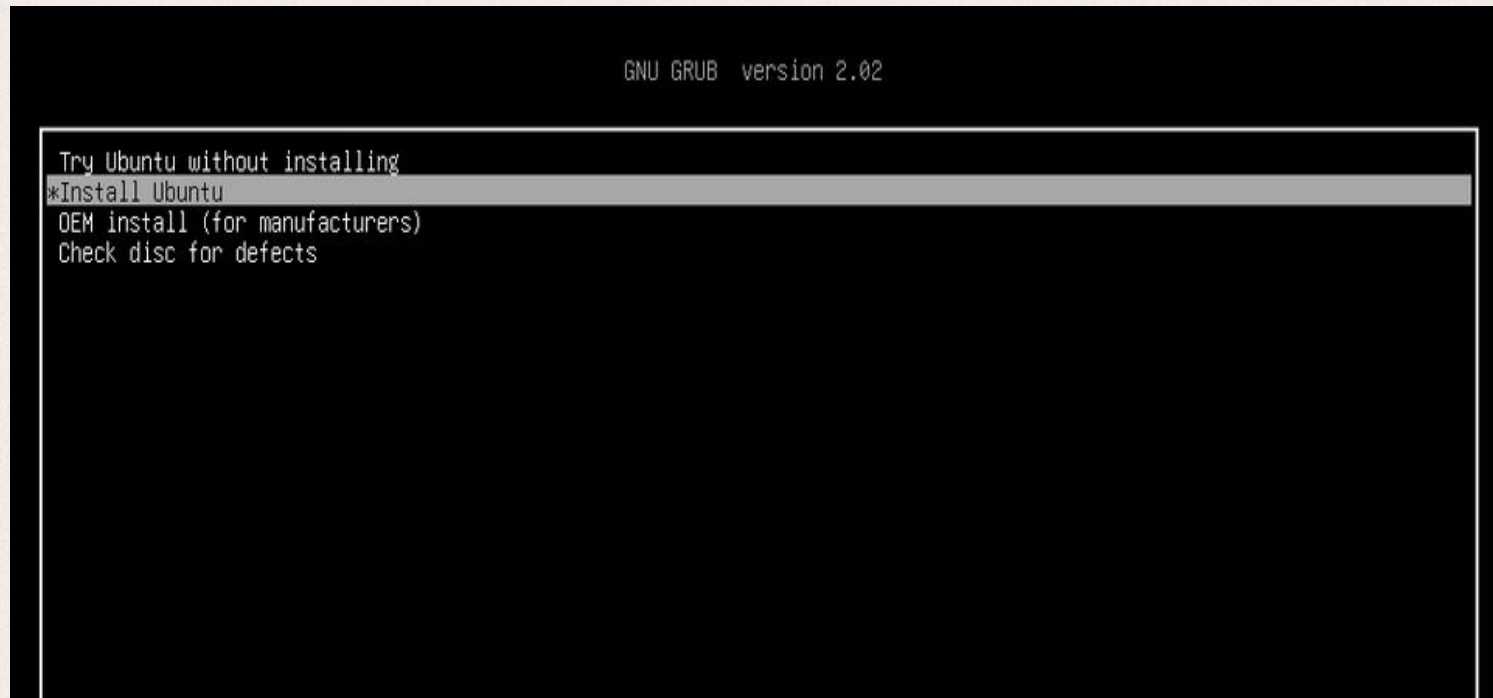 GNU GRUB version 2.02
Try Ubuntu without installing
*Install Ubuntu
OEM install (for manufacturers)
Check disc for defects